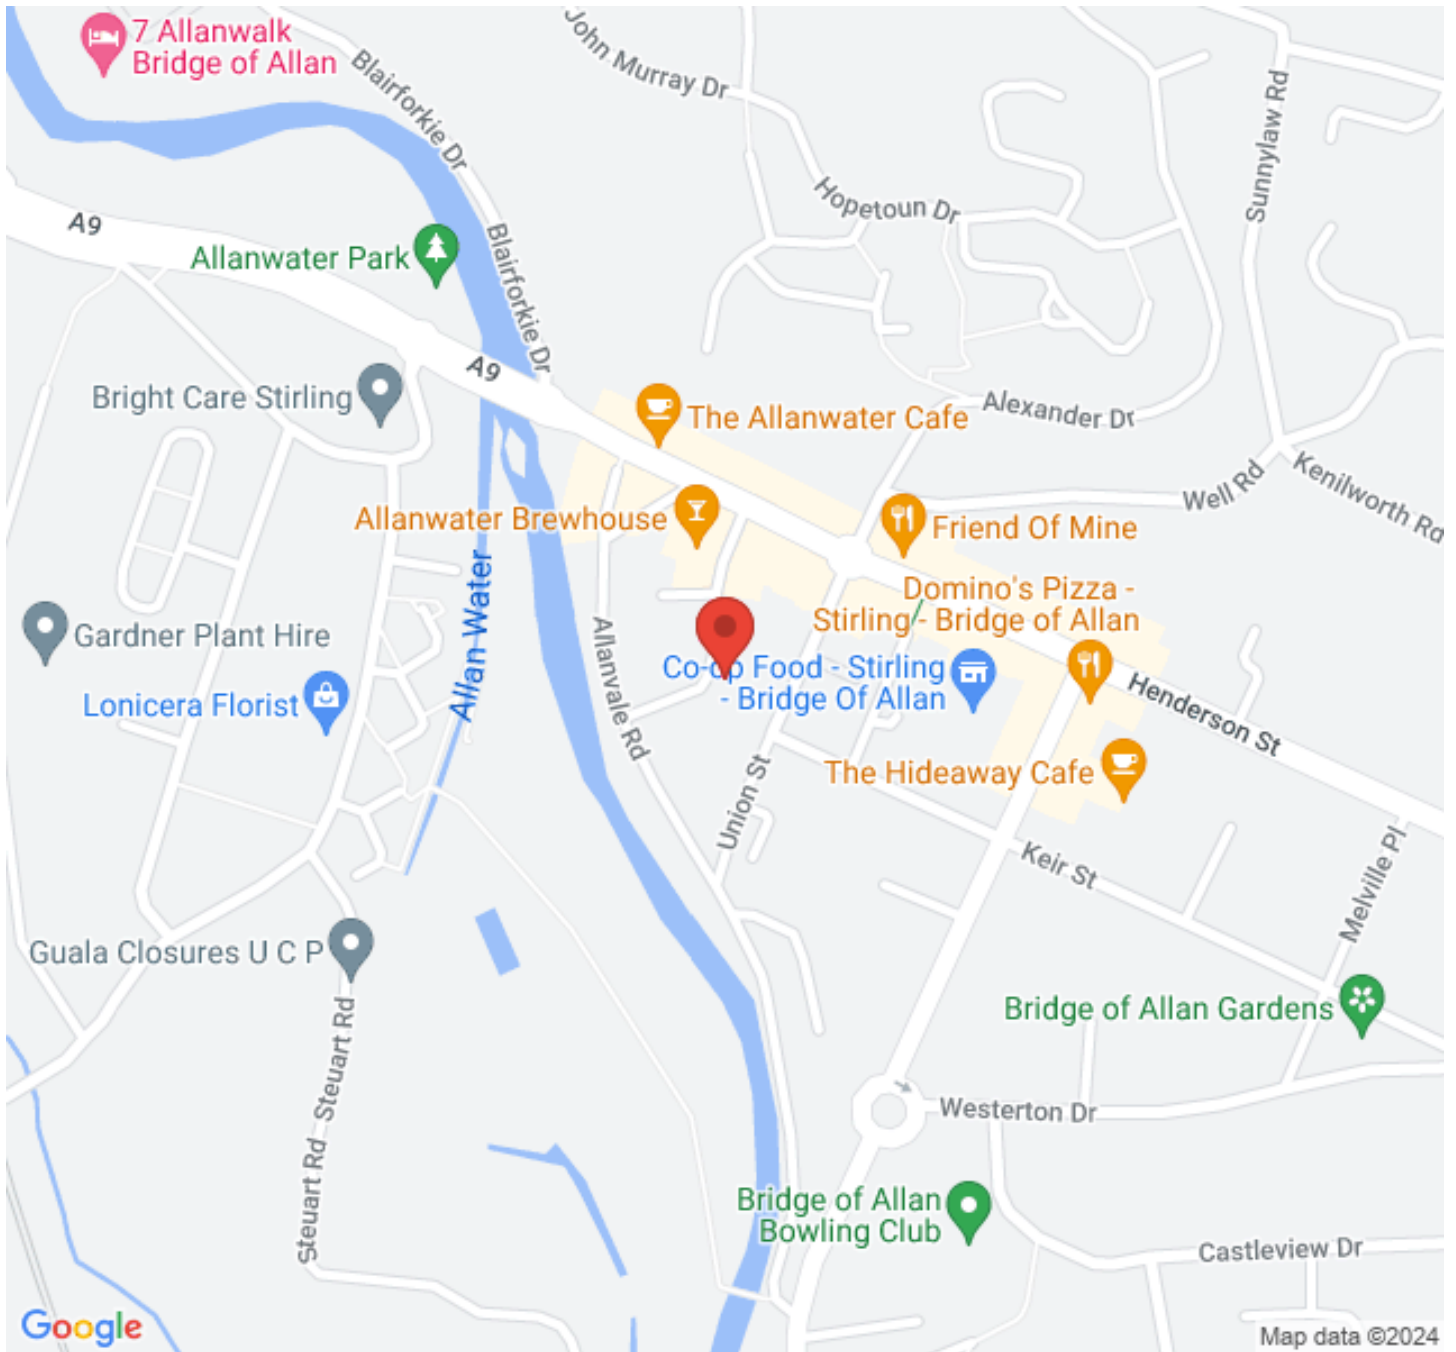 7 Allanwalk
Bridge of Allan
John Murray Dr
Blairforkie Dr
Sunnylaw Rd
Hopetoun Dr
A9
Allanwater Park
Blairforkie Dr
A9
Bright Care Stirling
The Allanwater Cafe
Alexander Dr
Well Rd
Kenilworth Rd
Allanwater Brewhouse
Friend Of Mine
Domino's Pizza -
Stirling - Bridge of Allan
Allan Water
Gardner Plant Hire
Allanvale Rd
Co-op Food - Stirling
- Bridge Of Allan
Lonicera Florist
Henderson St
The Hideaway Cafe
Union St
Keir St
Melville Pl
Guala Closures U C P
Bridge of Allan Gardens
Steuart Rd
Steuart Rd
Westerton Dr
Bridge of Allan
Bowling Club
Castleview Dr
Google
Map data ©2024